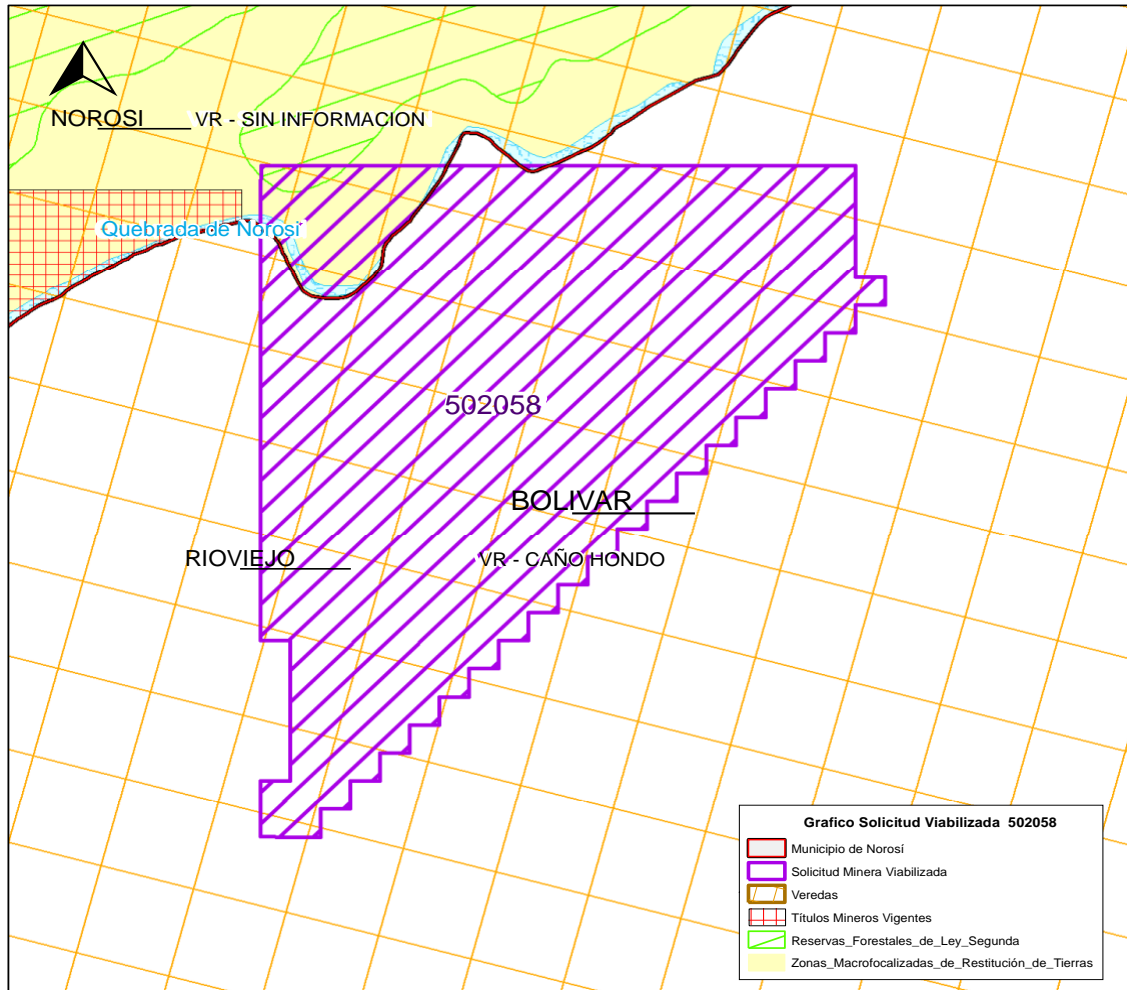 NOROSI
VR - SIN INFORMACION
Quebrada de Norosi
502058
BOLIVAR
RIOVIEJO
VR - CAÑO HONDO
Grafico Solicitud Viabilizada 502058
Municipio de Norosí
Solicitud Minera Viabilizada
Veredas
Títulos Mineros Vigentes
Reservas_Forestales_de_Ley_Segunda
Zonas_Macrofocalizadas_de_Restitución_de_Tierras